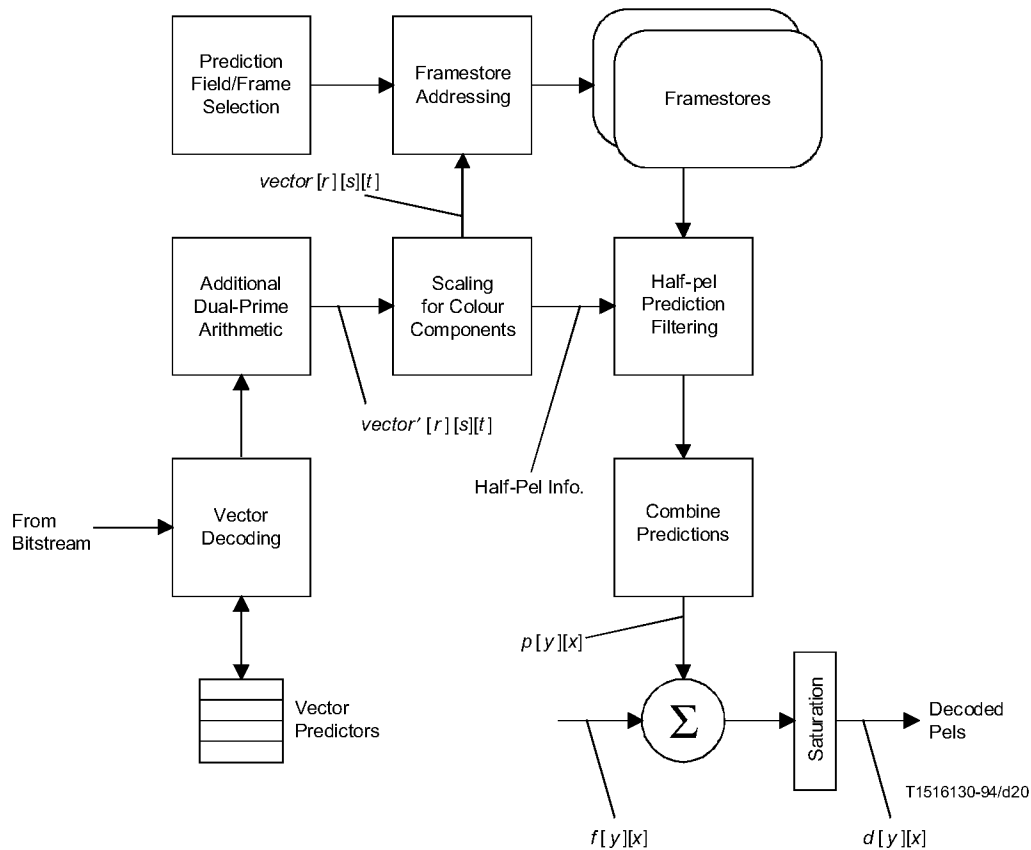 Prediction
Field/Frame
Selection
Framestore
Addressing
Framestores
vector [r] [s][t]
Additional
Dual-Prime
Arithmetic
Scaling
for Colour
Components
Half-pel
Prediction
Filtering
vector' [r] [s][t]
Half-Pel Info.
From
Bitstream
Vector
Decoding
Combine
Predictions
p [y] [x]
Vector
Predictors
Σ
Saturation
Decoded
Pels
T1516130-94/d20
f [y] [x]
d [y] [x]